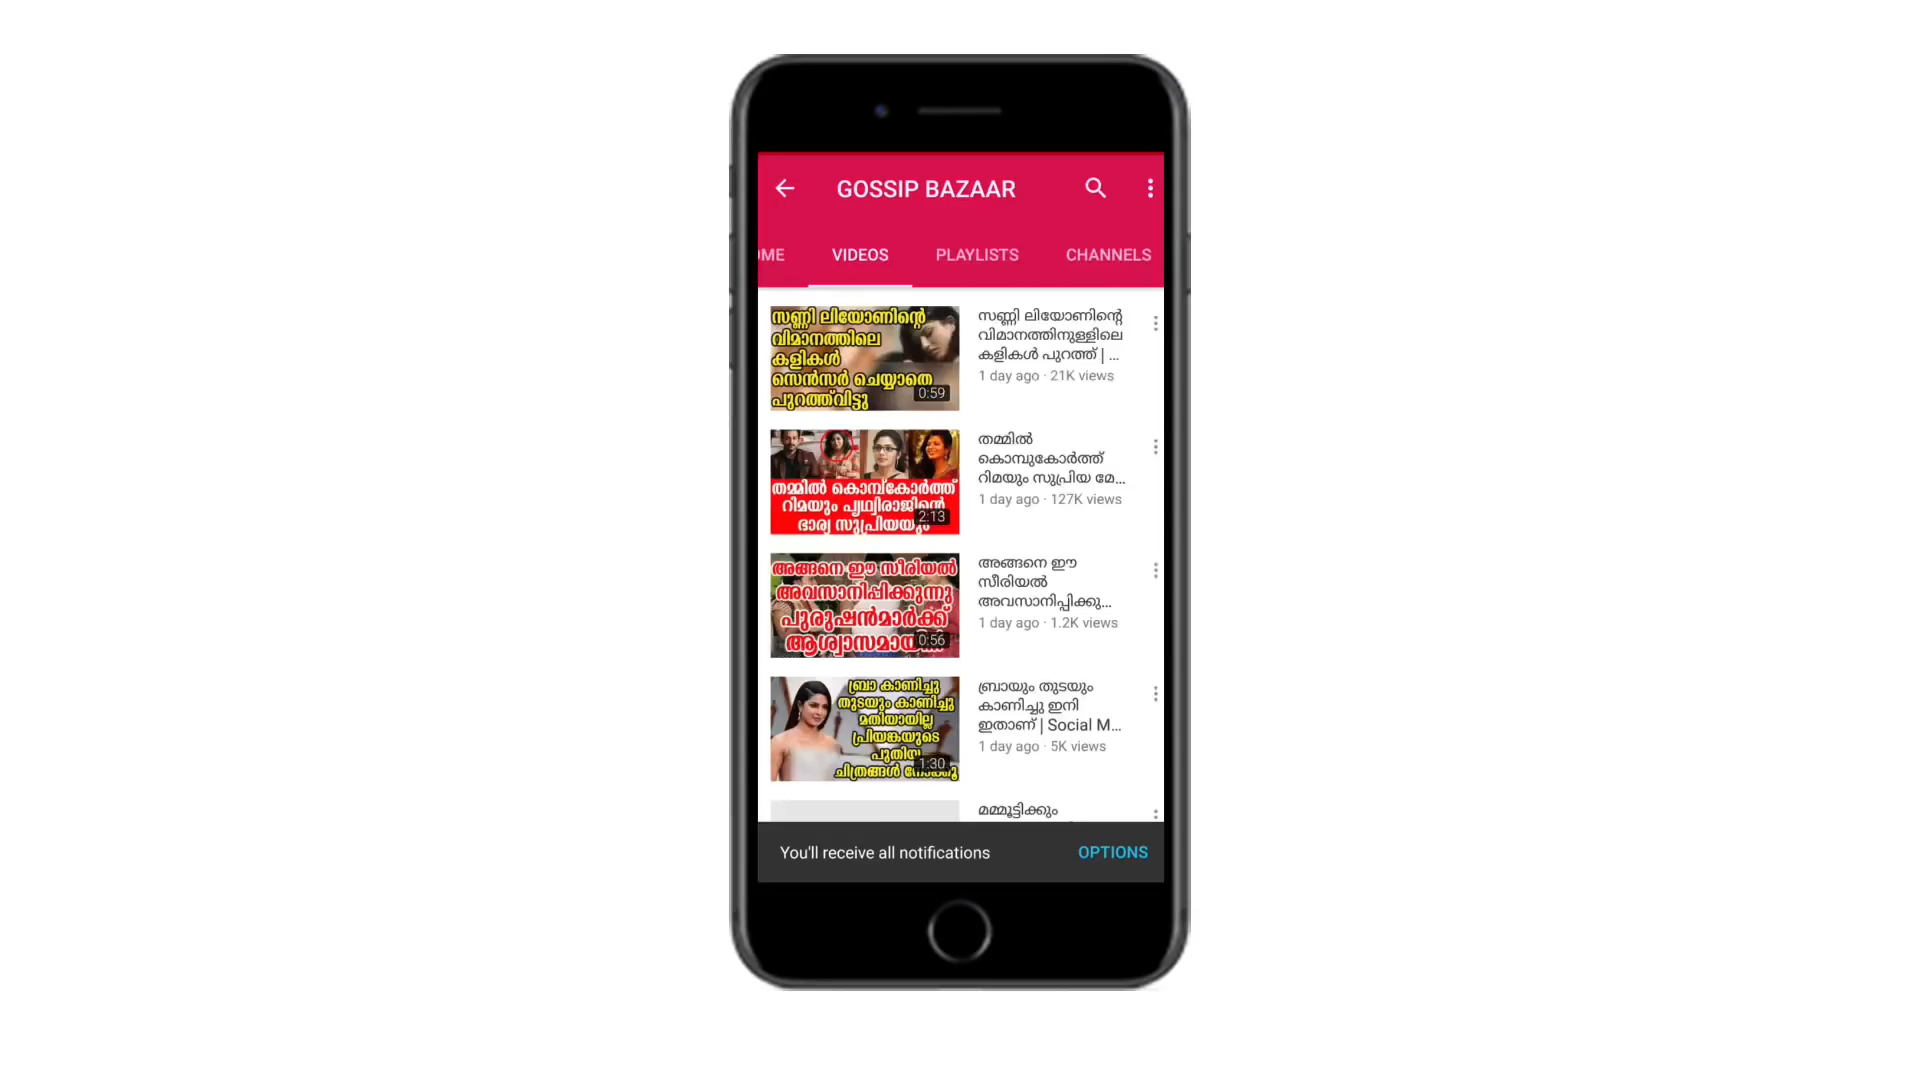 GOSSIP BAZAAR
OME
VIDEOS
PLAYLISTS
CHANNELS
സണ്ണി ലിയോണിന്റെ
വിമാനത്തിലെ
കളികൾ
സെൻസർ ചെയ്യാതെ
പുറത്ത്‌വിട്ടു
0:59
സണ്ണി ലിയോണിന്റെ
വിമാനത്തിനുള്ളിലെ
കളികൾ പുറത്ത് | ...
1 day ago · 21K views
തമ്മിൽ കൊമ്പ്കോർത്ത്
റിമയും പൃഥ്വിരാജിന്റെ
ഭാര്യ സുപ്രിയയും
2:13
തമ്മിൽ
കൊമ്പുകോർത്ത്
റിമയും സുപ്രിയ മേ...
1 day ago · 127K views
അങ്ങനെ ഈ സീരിയൽ
അവസാനിപ്പിക്കുന്നു
പുരുഷൻമാർക്ക്
0:56
അങ്ങനെ ഈ
സീരിയൽ
അവസാനിപ്പിക്കു...
1 day ago · 1.2K views
ബ്രാ കാണിച്ചു
തുടയും കാണിച്ചു
മതിയായില്ല
പ്രിയങ്കയുടെ
പുതിയ
ചിത്രങ്ങൾ നോക്കൂ
1:30
ബ്രായും തുടയും
കാണിച്ചു ഇനി
ഇതാണ് | Social M...
1 day ago · 5K views
മമ്മൂട്ടിക്കും
You'll receive all notifications
OPTIONS